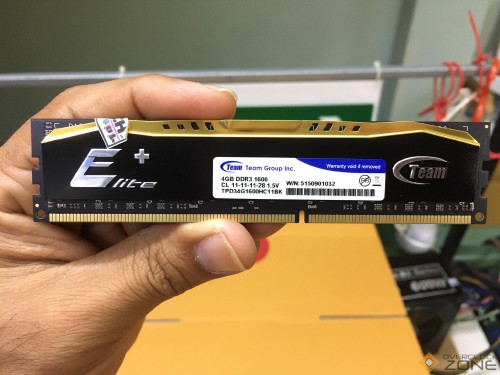 Elite+
Team Team Group Inc.
Warranty void if removed
4GB DDR3 1600
CL 11-11-11-28 1.5V
TPD34G1600HC11BK
W/N: 5150901032
Team
OVERCLOCK
ZONE